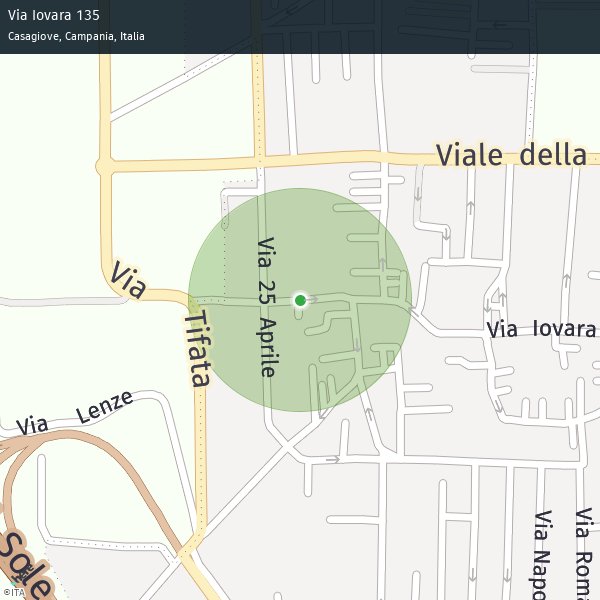 Via Iovara 135
Casagiove, Campania, Italia
Viale della
Via 25 Aprile
Via Tifata
Via Iovara
Via Lenze
Sole
Via Napo
Via Roma
©ITA